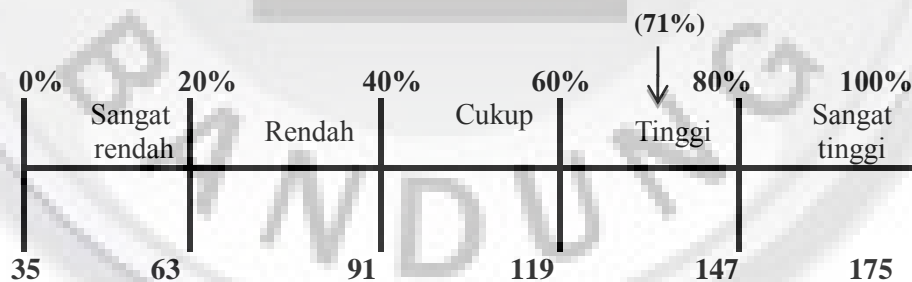 (71%)
0% 20% 40% 60% 80% 100%
Sangat rendah Rendah Cukup Tinggi Sangat tinggi
35 63 91 119 147 175
BANDUNG